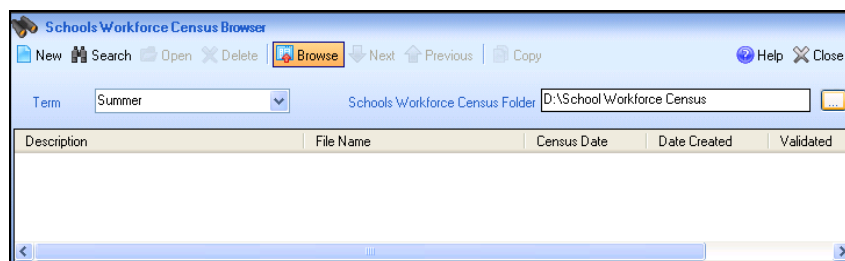 Schools Workforce Census Browser
New Search Open Delete Browse Next Previous Copy Help Close
Term Summer Schools Workforce Census Folder D:\School Workforce Census ...
Description File Name Census Date Date Created Validated